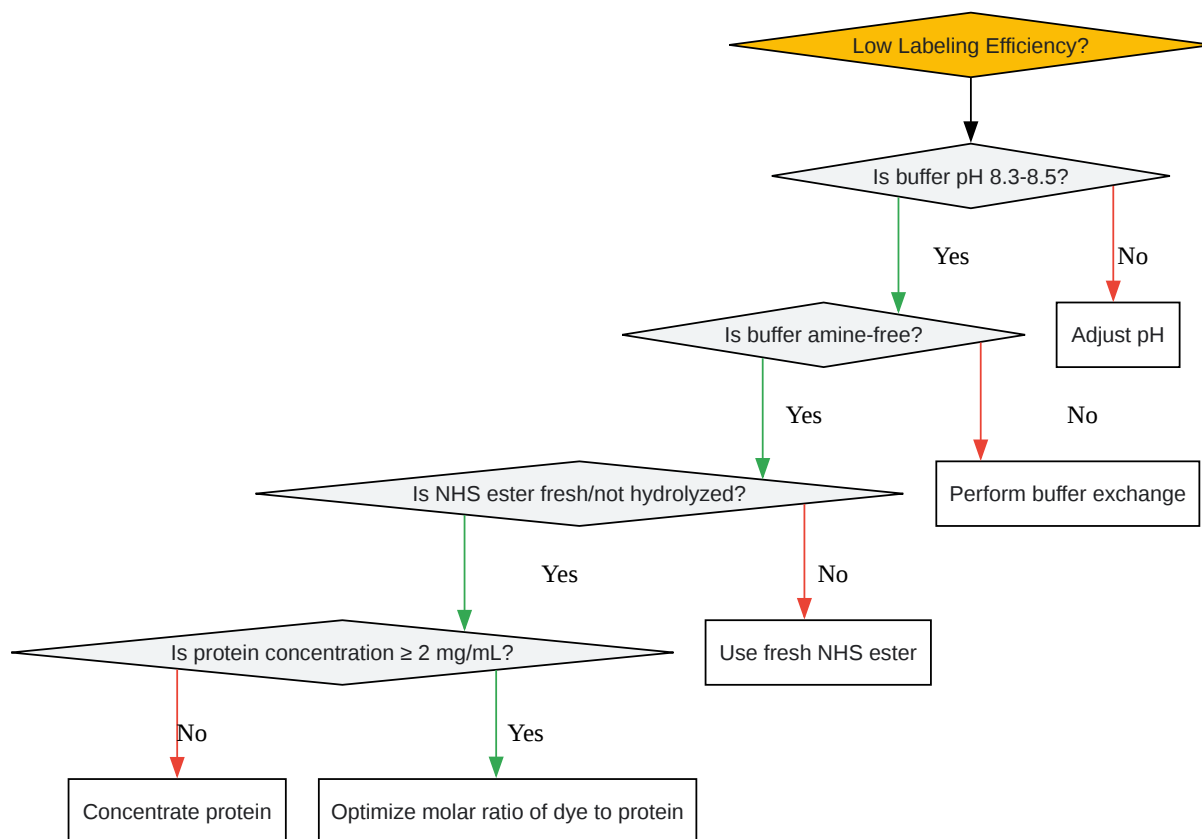 Low Labeling Efficiency?
Is buffer pH 8.3-8.5?
Yes
No
Is buffer amine-free?
Adjust pH
Yes
No
Is NHS ester fresh/not hydrolyzed?
Perform buffer exchange
Yes
No
Is protein concentration ≥ 2 mg/mL?
Use fresh NHS ester
No
Yes
Concentrate protein
Optimize molar ratio of dye to protein